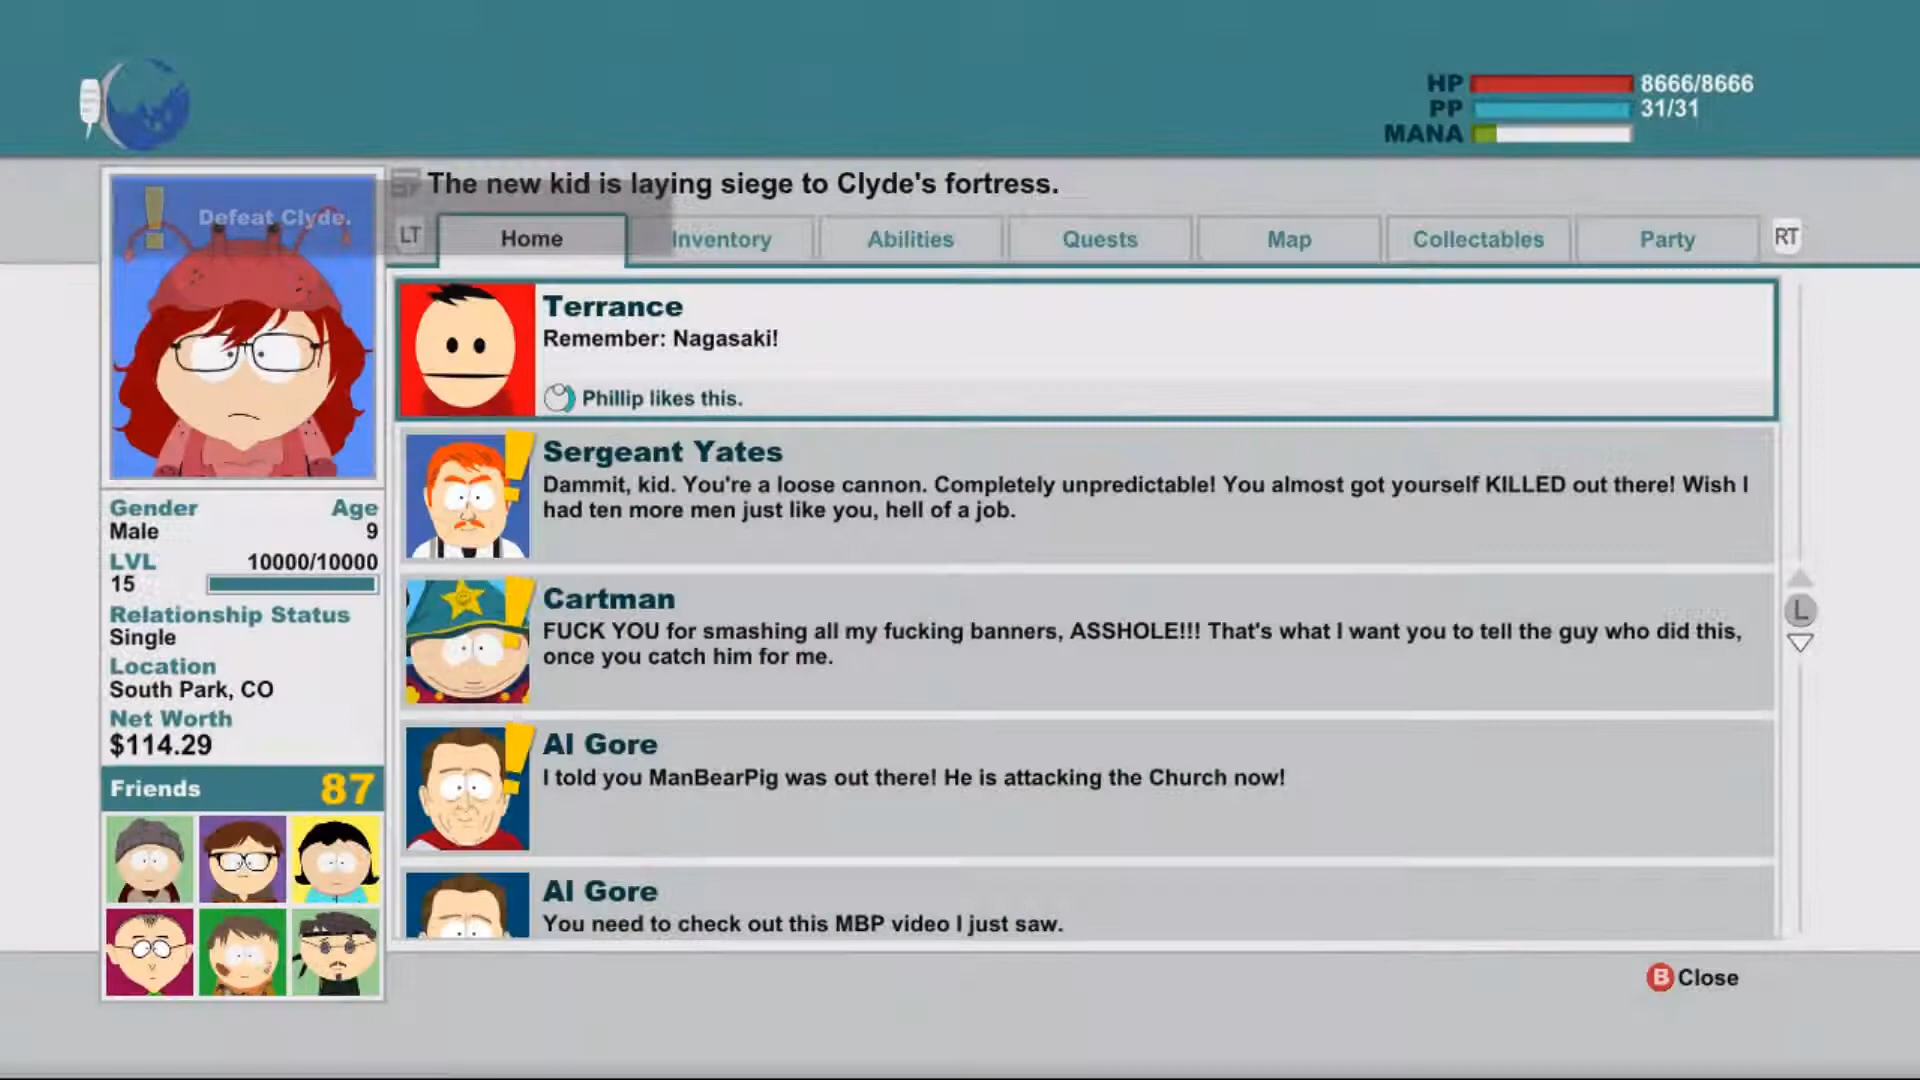 HP 8666/8666
PP 31/31
MANA
The new kid is laying siege to Clyde's fortress.
Defeat Clyde.
LT Home Inventory Abilities Quests Map Collectables Party RT
Terrance
Remember: Nagasaki!
Phillip likes this.
Sergeant Yates
Dammit, kid. You're a loose cannon. Completely unpredictable! You almost got yourself KILLED out there! Wish I
had ten more men just like you, hell of a job.
Cartman
FUCK YOU for smashing all my fucking banners, ASSHOLE!!! That's what I want you to tell the guy who did this,
once you catch him for me.
Al Gore
I told you ManBearPig was out there! He is attacking the Church now!
Al Gore
You need to check out this MBP video I just saw.
Gender Age
Male 9
LVL 10000/10000
15
Relationship Status
Single
Location
South Park, CO
Net Worth
$114.29
Friends 87
L
B Close